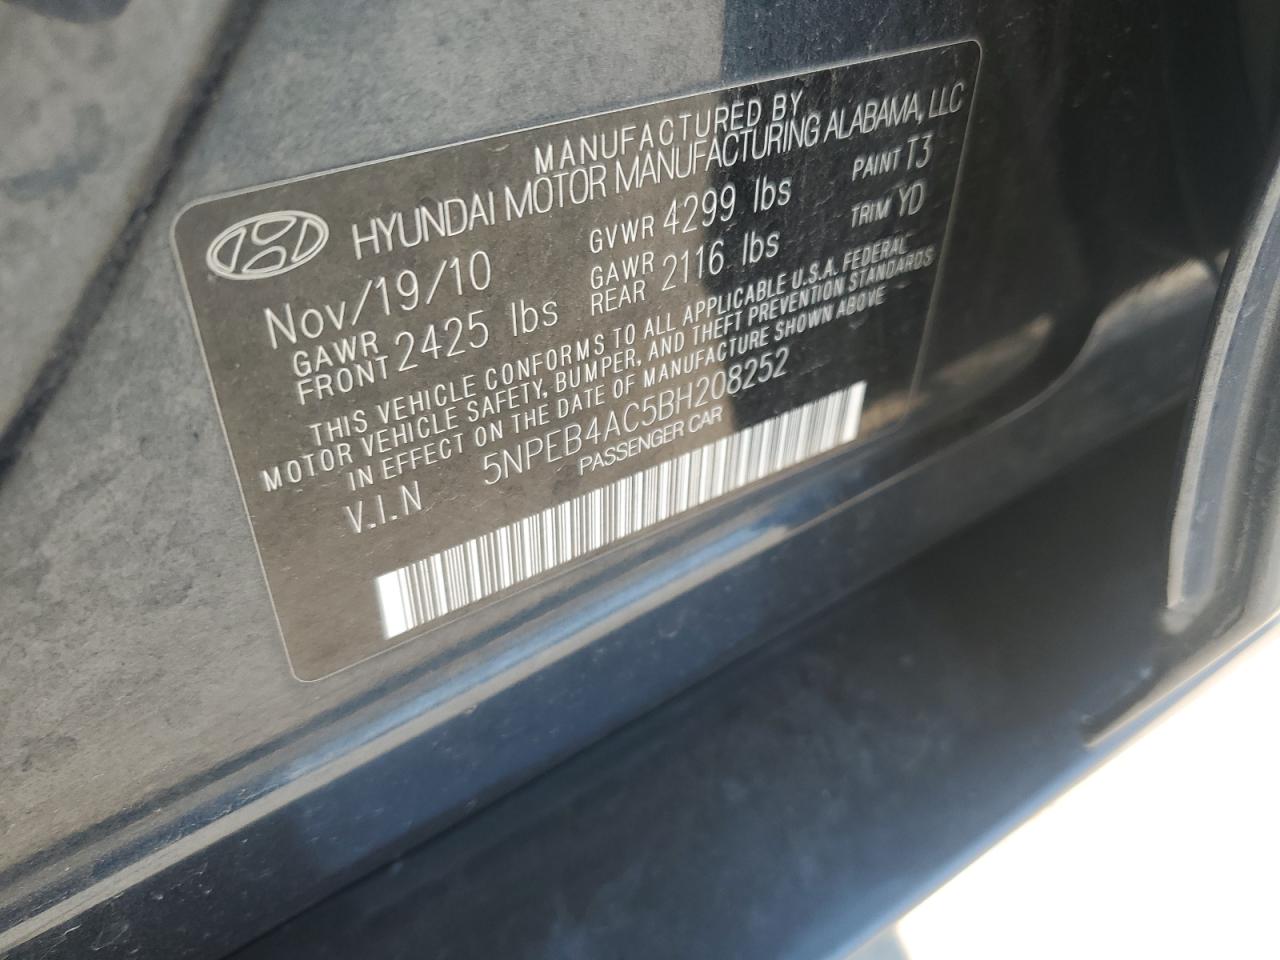 MANUFACTURED BY
HYUNDAI MOTOR MANUFACTURING ALABAMA, LLC
Nov/19/10 GVWR 4299 lbs PAINT T3
GAWR FRONT 2425 lbs GAWR REAR 2116 lbs TRIM YD
THIS VEHICLE CONFORMS TO ALL APPLICABLE U.S.A. FEDERAL
MOTOR VEHICLE SAFETY, BUMPER, AND THEFT PREVENTION STANDARDS
IN EFFECT ON THE DATE OF MANUFACTURE SHOWN ABOVE
V.I.N 5NPEB4AC5BH208252
PASSENGER CAR